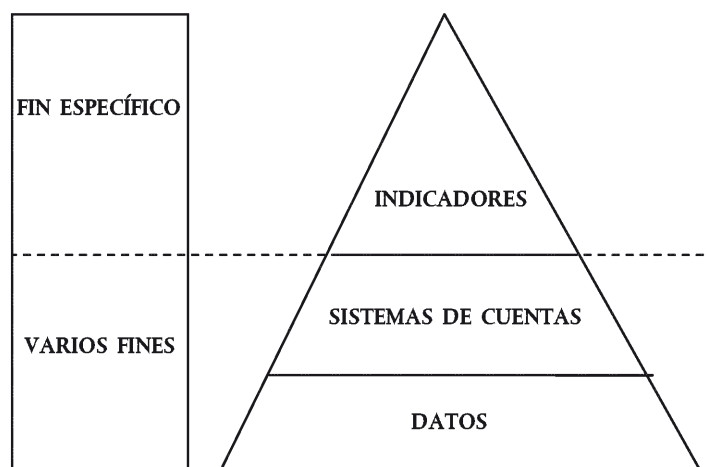 FIN ESPECÍFICO
INDICADORES
SISTEMAS DE CUENTAS
VARIOS FINES
DATOS